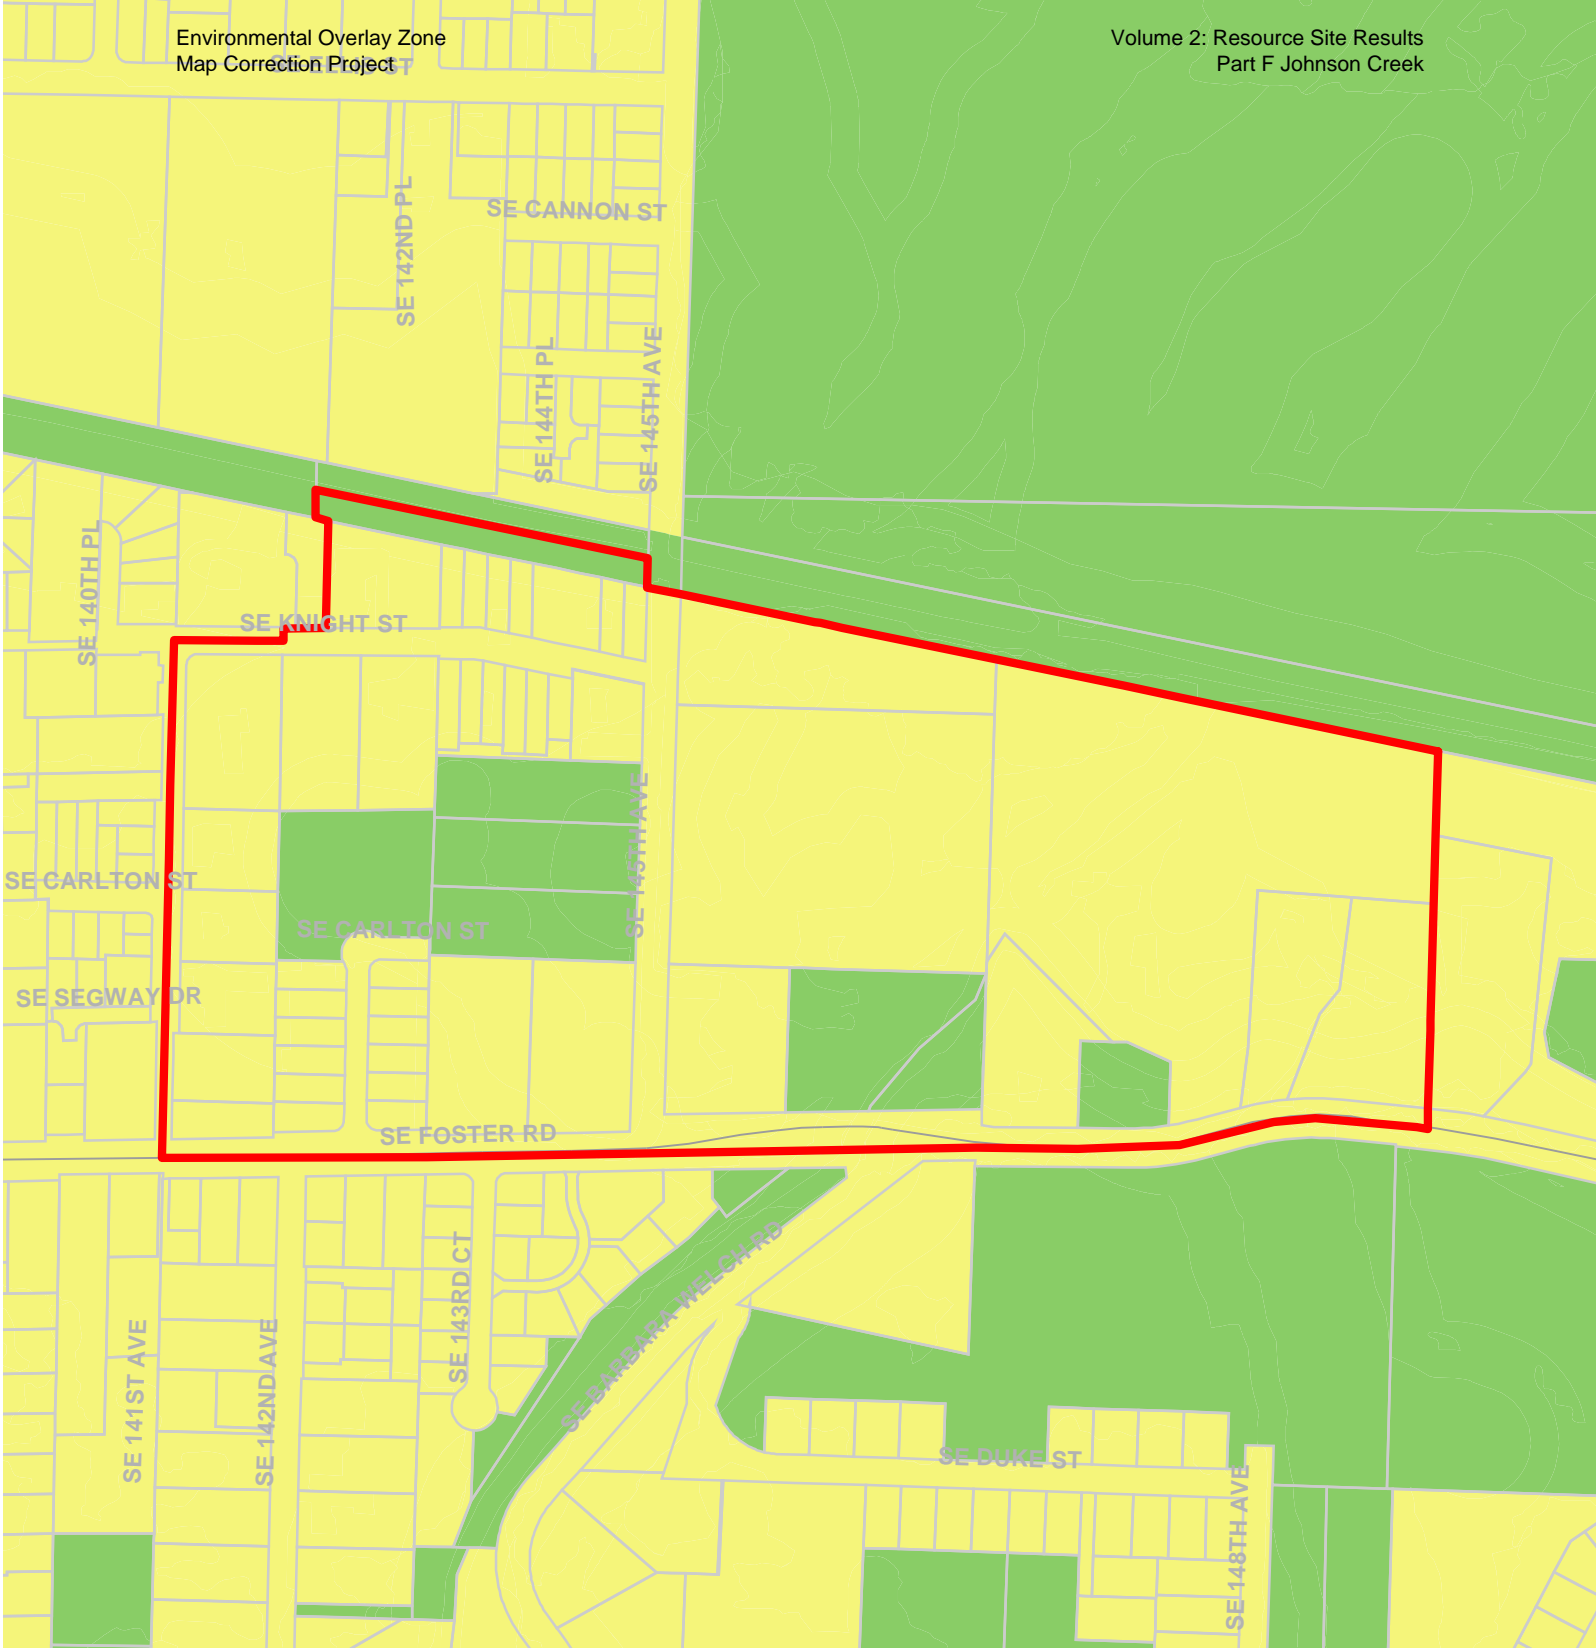 Environmental Overlay Zone
Map Correction Project
Volume 2: Resource Site Results
Part F Johnson Creek
SE ELLIS ST
SE CANNON ST
SE 142ND PL
SE 144TH PL
SE 145TH AVE
SE 140TH PL
SE KNIGHT ST
SE 145TH AVE
SE CARLTON ST
SE CARLTON ST
SE SEGWAY DR
SE FOSTER RD
SE BARBARA WELCH RD
SE 143RD CT
SE 141ST AVE
SE 142ND AVE
SE DUKE ST
SE 148TH AVE